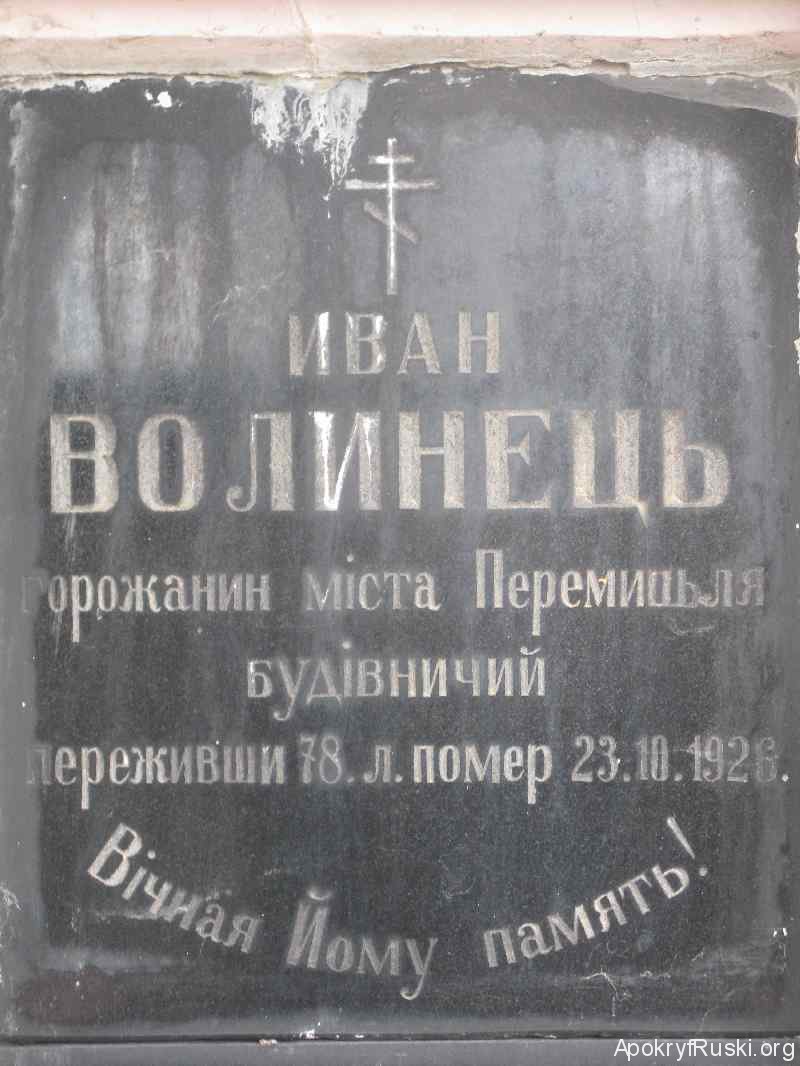 ИВАН
ВОЛИНЕЦЬ
горожанин міста Перемишьля
будівничий
переживши 78. л. помер 23.10.1926.
Вічная Йому память!
ApokryfRuski.org